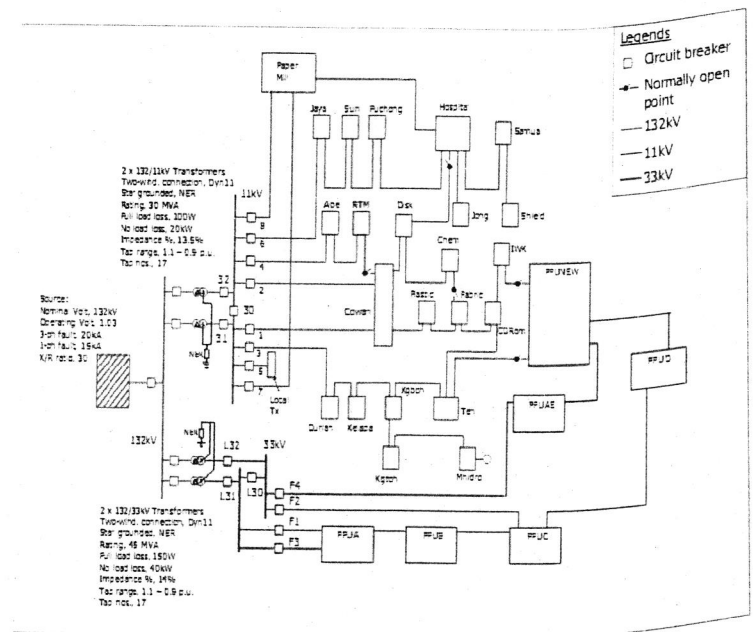 Legends
Circuit breaker
Normally open
point
132kV
11kV
33kV
Paper
Mill
Jaya
Sun
Puchong
Hospital
Samua
2 x 132/11kV Transformers
Two-wind. connection, Dyn11
Star grounded, NER
Rating, 30 MVA
Full load loss, 100W
No load loss, 20kW
Impedance %, 13.5%
Tap range, 1.1 – 0.9 p.u.
Tap nos., 17
11kV
8
6
4
2
1
3
5
7
Ape
RTM
Disk
Jong
Shield
Chem
IWK
PPUNEW
Cowen
Plastic
Fabric
CDRom
32
30
31
NER
Source:
Nominal Volt, 132kV
Operating Volt, 1.03
3-ph fault, 20kA
1-ph fault, 15kA
X/R ratio, 30
Local
Tx
Durian
Kelapa
Kgboh
Ten
Kgtoh
Mhidro
PPUD
PPUAE
132kV
NER
L32
33kV
L31
L30
F4
F2
F1
F3
PPUA
PPUB
PPUC
2 x 132/33kV Transformers
Two-wind. connection, Dyn11
Star grounded, NER
Rating, 45 MVA
Full load loss, 150W
No load loss, 40kW
Impedance %, 14%
Tap range, 1.1 – 0.9 p.u.
Tap nos., 17